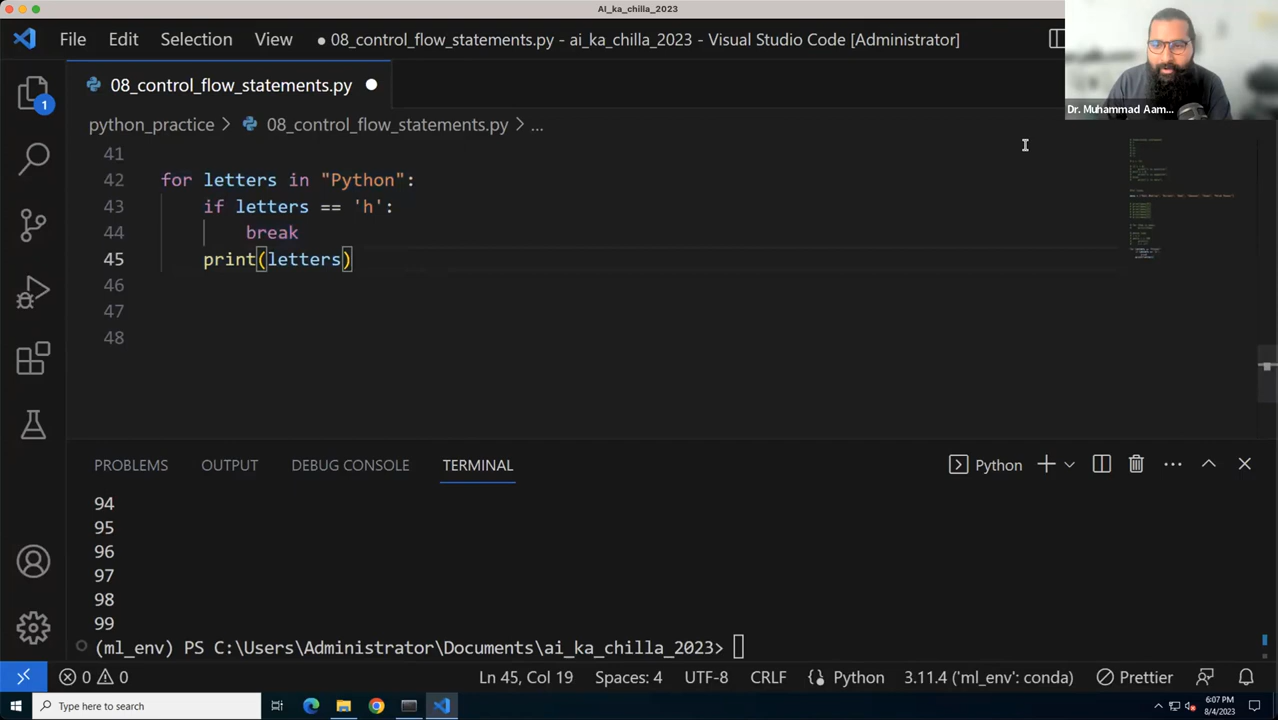 AI_ka_chilla_2023
File Edit Selection View ● 08_control_flow_statements.py - ai_ka_chilla_2023 - Visual Studio Code [Administrator]
08_control_flow_statements.py
Dr. Muhammad Aam...
python_practice > 08_control_flow_statements.py > ...
41
42 for letters in "Python":
43 if letters == 'h':
44 break
45 print(letters)
46
47
48
PROBLEMS OUTPUT DEBUG CONSOLE TERMINAL Python
94
95
96
97
98
99
(ml_env) PS C:\Users\Administrator\Documents\ai_ka_chilla_2023>
0 0 Ln 45, Col 19 Spaces: 4 UTF-8 CRLF Python 3.11.4 ('ml_env': conda) Prettier
Type here to search
6:07 PM
8/4/2023
1